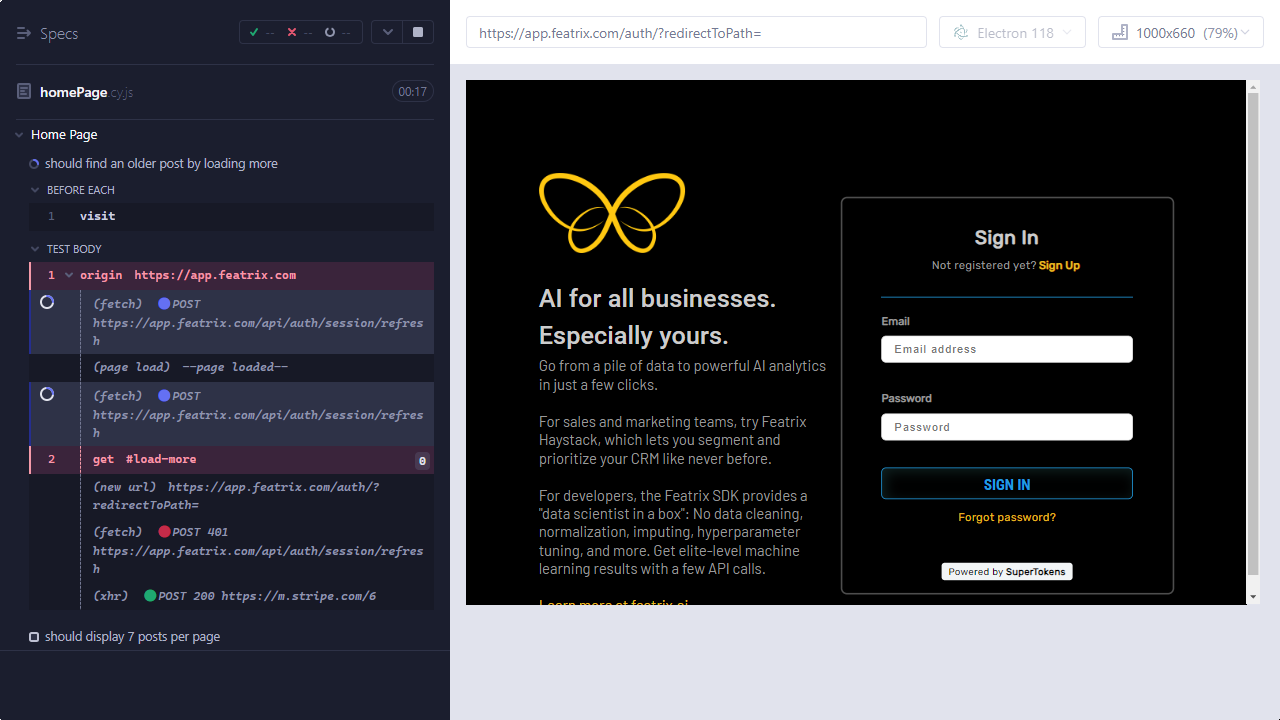 Specs
--
--
--
homePage.cy.js
00:17
Home Page
should find an older post by loading more
BEFORE EACH
1 visit
TEST BODY
1 origin https://app.featrix.com
(fetch) POST
https://app.featrix.com/api/auth/session/refres
h
(page load) --page loaded--
(fetch) POST
https://app.featrix.com/api/auth/session/refres
h
2 get #load-more 0
(new url) https://app.featrix.com/auth/?
redirectToPath=
(fetch) POST 401
https://app.featrix.com/api/auth/session/refres
h
(xhr) POST 200 https://m.stripe.com/6
should display 7 posts per page
https://app.featrix.com/auth/?redirectToPath=
Electron 118
1000x660 (79%)
AI for all businesses.
Especially yours.
Go from a pile of data to powerful AI analytics
in just a few clicks.
For sales and marketing teams, try Featrix
Haystack, which lets you segment and
prioritize your CRM like never before.
For developers, the Featrix SDK provides a
"data scientist in a box": No data cleaning,
normalization, imputing, hyperparameter
tuning, and more. Get elite-level machine
learning results with a few API calls.
Learn more at featrix.ai
Sign In
Not registered yet? Sign Up
Email
Email address
Password
Password
SIGN IN
Forgot password?
Powered by SuperTokens